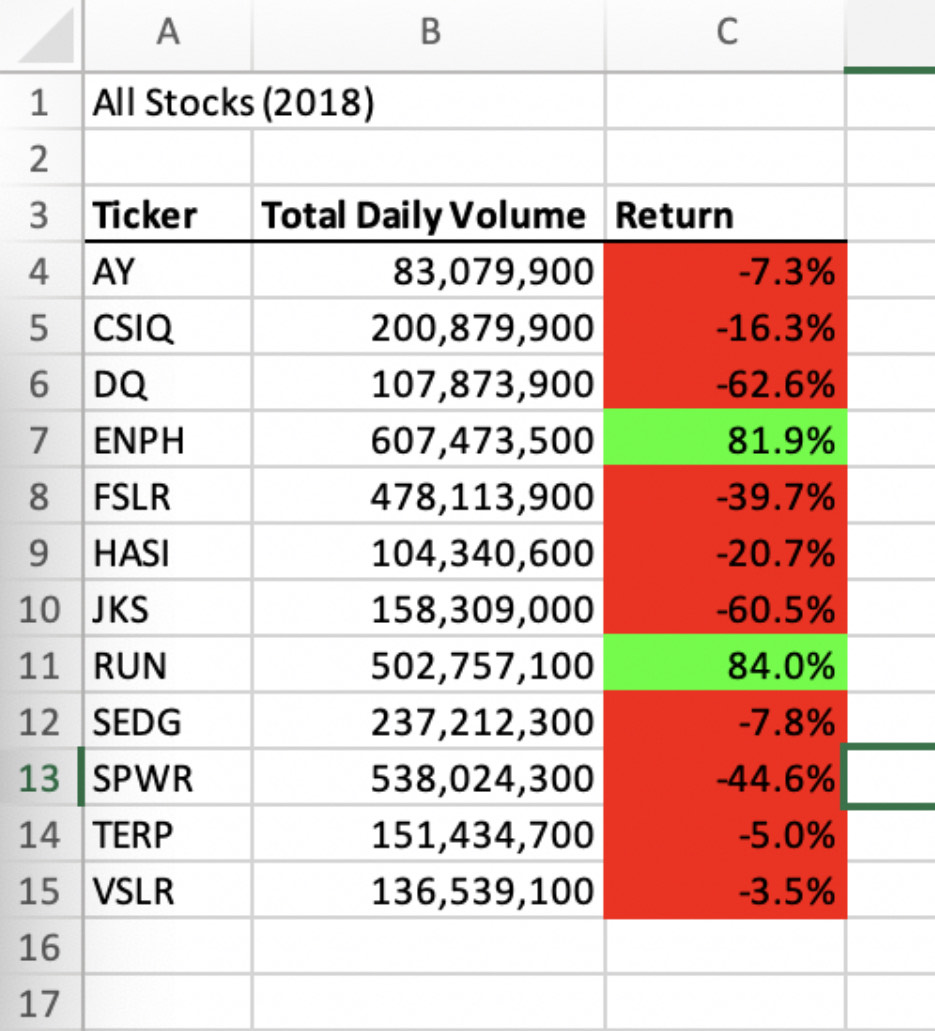 A B C
1 All Stocks (2018)
2
3 Ticker Total Daily Volume Return
4 AY 83,079,900 -7.3%
5 CSIQ 200,879,900 -16.3%
6 DQ 107,873,900 -62.6%
7 ENPH 607,473,500 81.9%
8 FSLR 478,113,900 -39.7%
9 HASI 104,340,600 -20.7%
10 JKS 158,309,000 -60.5%
11 RUN 502,757,100 84.0%
12 SEDG 237,212,300 -7.8%
13 SPWR 538,024,300 -44.6%
14 TERP 151,434,700 -5.0%
15 VSLR 136,539,100 -3.5%
16
17